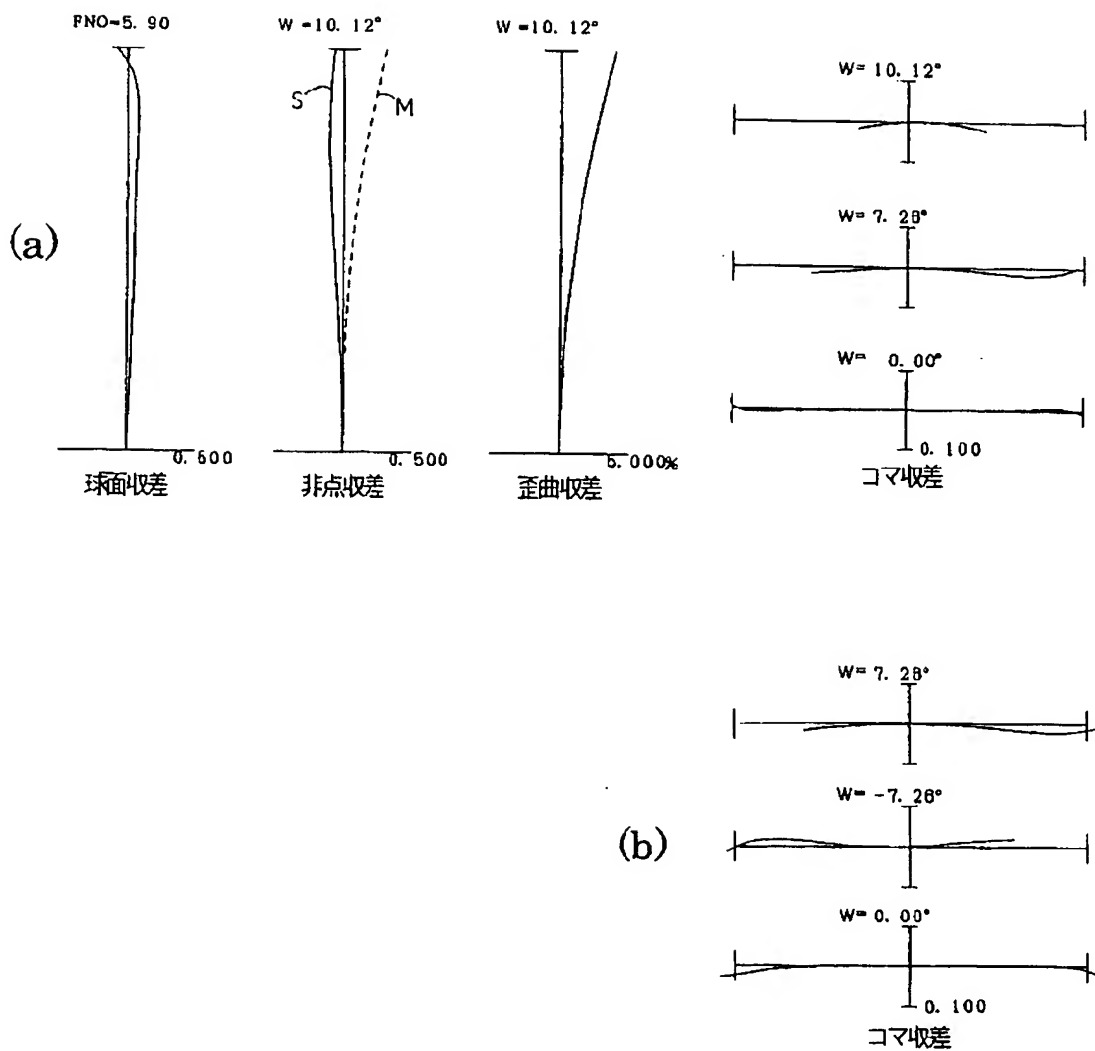 FNO=5.90
W=10.12°
W=10.12°
S
M
(a)
0.500
0.500
5.000%
球面収差
非点収差
歪曲収差
W= 10.12°
W= 7.28°
W= 0.00°
0.100
コマ収差
(b)
W= 7.28°
W= -7.28°
W= 0.00°
0.100
コマ収差